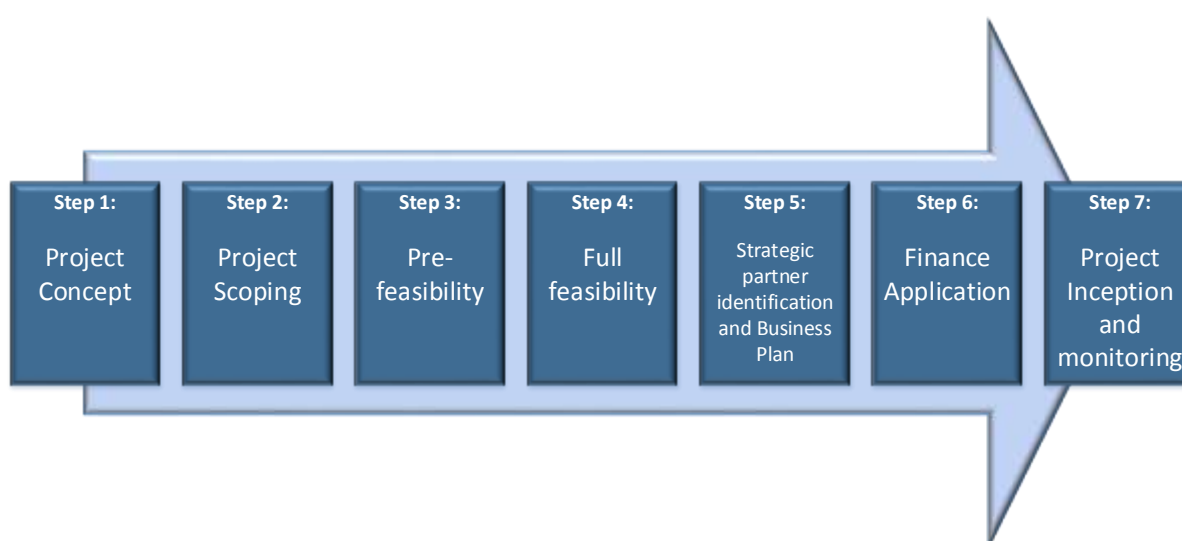 Step 1:
Project
Concept
Step 2:
Project
Scoping
Step 3:
Pre-
feasibility
Step 4:
Full
feasibility
Step 5:
Strategic
partner
identification
and Business
Plan
Step 6:
Finance
Application
Step 7:
Project
Inception
and
monitoring